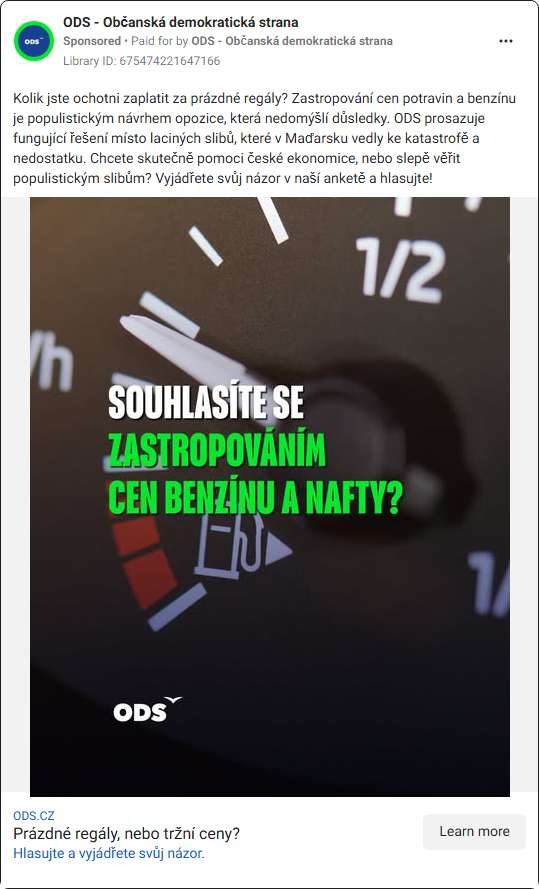 ODS - Občanská demokratická strana
Sponsored • Paid for by ODS - Občanská demokratická strana
Library ID: 675474221647166
Kolik jste ochotni zaplatit za prázdné regály? Zastropování cen potravin a benzínu
je populistickým návrhem opozice, která nedomýšlí důsledky. ODS prosazuje
fungující řešení místo laciných slibů, které v Maďarsku vedly ke katastrofě a
nedostatku. Chcete skutečně pomoci české ekonomice, nebo slepě věřit
populistickým slibům? Vyjádřete svůj názor v naší anketě a hlasujte!
1/2
/h
SOUHLASÍTE SE
ZASTROPOVÁNÍM
CEN BENZÍNU A NAFTY?
1/
ODS
ODS.CZ
Prázdné regály, nebo tržní ceny?
Hlasujte a vyjádřete svůj názor.
Learn more